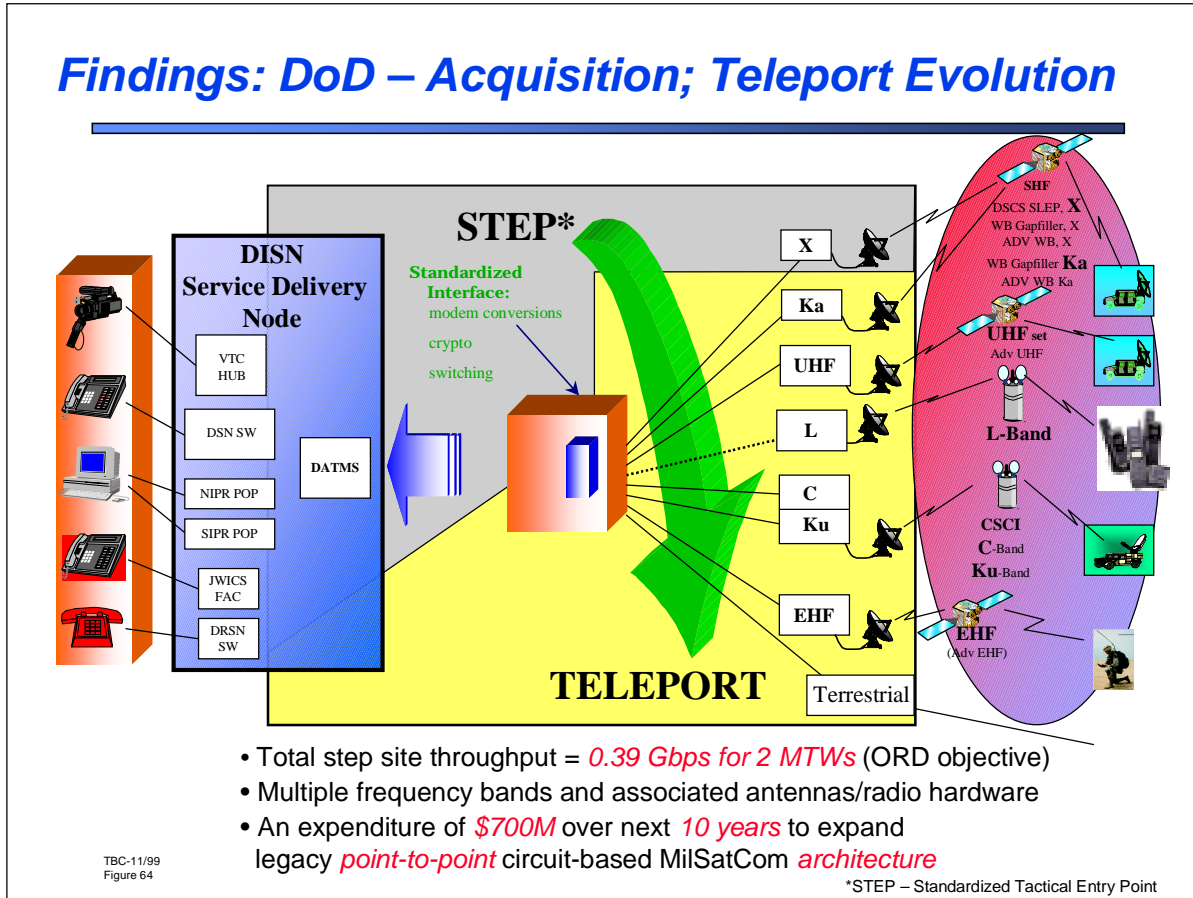 Findings: DoD – Acquisition; Teleport Evolution
STEP*
DISN
Service Delivery
Node
VTC
HUB
DSN SW
NIPR POP
SIPR POP
JWICS
FAC
DRSN
SW
DATMS
Standardized
Interface:
modem conversions
crypto
switching
X
Ka
UHF
L
C
Ku
EHF
Terrestrial
TELEPORT
SHF
DSCS SLEP, X
WB Gapfiller, X
ADV WB, X
WB Gapfiller Ka
ADV WB Ka
UHF set
Adv UHF
L-Band
CSCI
C-Band
Ku-Band
EHF
(Adv EHF)
• Total step site throughput = 0.39 Gbps for 2 MTWs (ORD objective)
• Multiple frequency bands and associated antennas/radio hardware
• An expenditure of $700M over next 10 years to expand
legacy point-to-point circuit-based MilSatCom architecture
TBC-11/99
Figure 64
*STEP – Standardized Tactical Entry Point